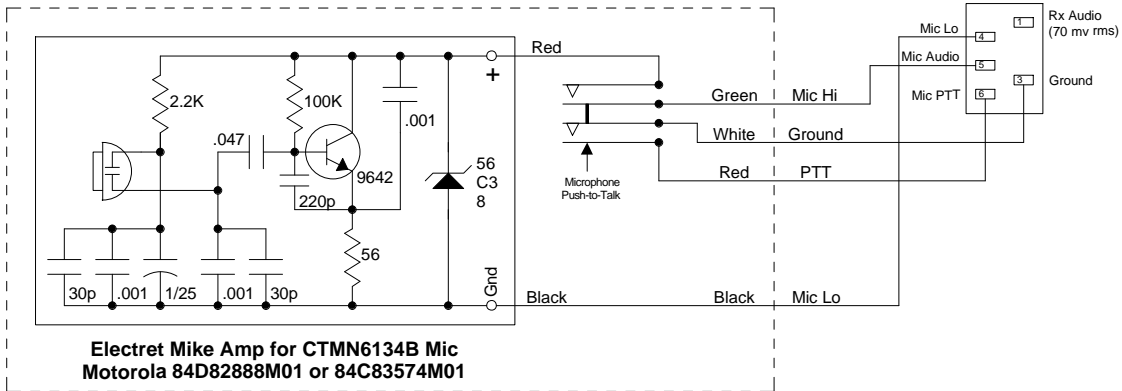 Red
+
2.2K
100K
.001
.047
9642
220p
56
C3
8
56
30p
.001
1/25
.001
30p
Gnd
Black
Electret Mike Amp for CTMN6134B Mic
Motorola 84D82888M01 or 84C83574M01
Microphone
Push-to-Talk
Green
Mic Hi
White
Ground
Red
PTT
Black
Mic Lo
Mic Lo
Mic Audio
Mic PTT
4
5
6
1
3
Rx Audio
(70 mv rms)
Ground